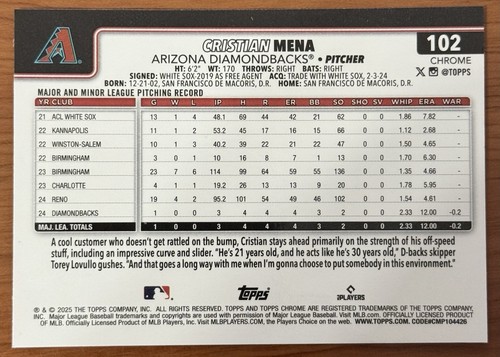 CRISTIAN MENA
ARIZONA DIAMONDBACKS® • PITCHER
102
CHROME
@TOPPS
HT: 6'2" WT: 170 THROWS: RIGHT BATS: RIGHT
SIGNED: WHITE SOX-2019 AS FREE AGENT ACQ: TRADE WITH WHITE SOX, 2-3-24
BORN: 12-21-02, SAN FRANCISCO DE MACORIS, D.R. HOME: SAN FRANCISCO DE MACORIS, D.R.
MAJOR AND MINOR LEAGUE PITCHING RECORD
YR CLUB G W L IP H R ER BB SO SHO SV WHIP ERA WAR
21 ACL WHITE SOX 13 1 4 48.1 69 44 42 21 62 0 0 1.86 7.82 -
22 KANNAPOLIS 11 1 2 53.2 45 17 16 15 66 0 0 1.12 2.68 -
22 WINSTON-SALEM 10 1 3 40.2 39 22 21 22 47 0 0 1.50 4.65 -
22 BIRMINGHAM 3 0 1 10 16 8 7 1 13 0 0 1.70 6.30 -
23 BIRMINGHAM 23 7 6 114 99 64 59 55 136 0 0 1.35 4.66 -
23 CHARLOTTE 4 1 1 19.2 26 13 13 9 20 0 0 1.78 5.95 -
24 RENO 19 4 2 95.2 101 54 49 46 102 0 0 1.54 4.61 -
24 DIAMONDBACKS 1 0 0 3 4 4 4 3 2 0 0 2.33 12.00 -0.2
MAJ. LEA. TOTALS 1 0 0 3 4 4 4 3 2 0 0 2.33 12.00 -0.2
A cool customer who doesn't get rattled on the bump, Cristian stays ahead primarily on the strength of his off-speed
stuff, including an impressive curve and slider. "He's 21 years old, and he acts like he's 30 years old," D-backs skipper
Torey Lovullo gushes. "And that goes a long way with me when I'm gonna choose to put somebody in this environment."
Topps
PLAYERS
® & © 2025 THE TOPPS COMPANY, INC. ALL RIGHTS RESERVED. TOPPS AND TOPPS CHROME ARE REGISTERED TRADEMARKS OF THE TOPPS COMPANY,
INC. Major League Baseball trademarks and copyrights are used with permission of Major League Baseball. Visit MLB.com. OFFICIALLY LICENSED PRODUCT
OF MLB Players, Inc. Visit MLBPLAYERS.com, the Players Choice on the web. WWW.TOPPS.COM. CODE#CMP104426